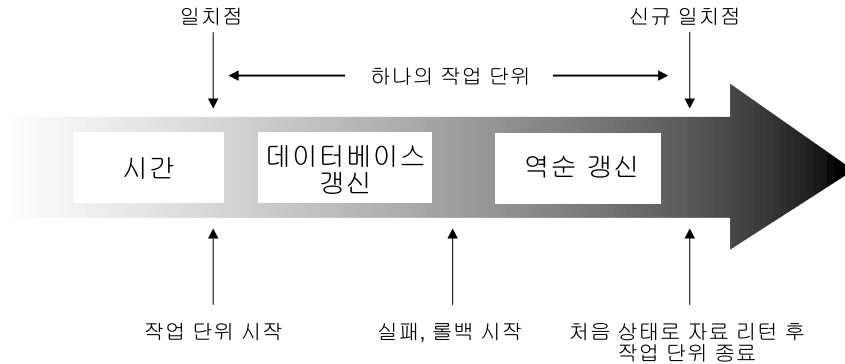 일치점
신규 일치점
하나의 작업 단위
시간
데이터베이스
갱신
역순 갱신
작업 단위 시작
실패, 롤백 시작
처음 상태로 자료 리턴 후
작업 단위 종료